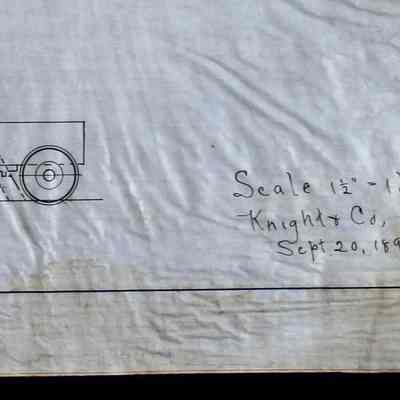 Scale 1½" - 1
Knight & Co,
Sept. 20, 189